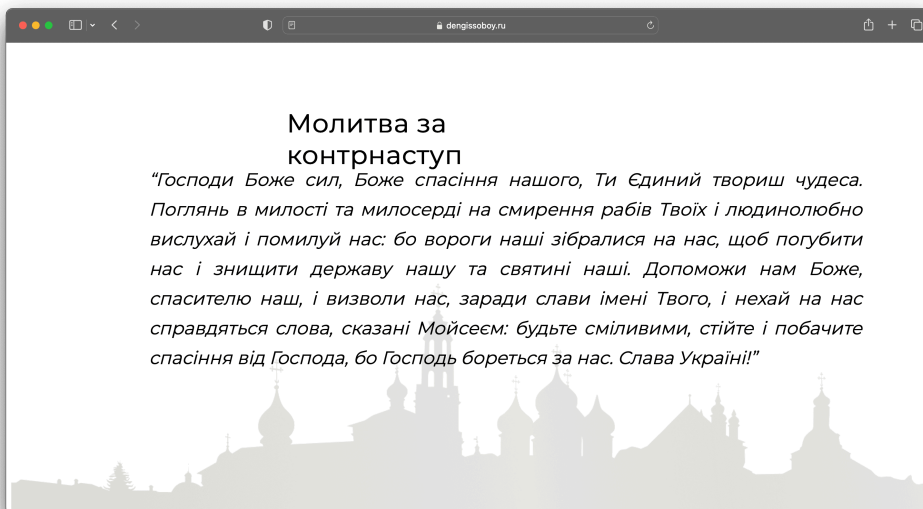 dengissoboy.ru
Молитва за
контрнаступ
“Господи Боже сил, Боже спасіння нашого, Ти Єдиний твориш чудеса.
Поглянь в милості та милосерді на смирення рабів Твоїх і людинолюбно
вислухай і помилуй нас: бо вороги наші зібралися на нас, щоб погубити
нас і знищити державу нашу та святині наші. Допоможи нам Боже,
спасителю наш, і визволи нас, заради слави імені Твого, і нехай на нас
справдяться слова, сказані Мойсеєм: будьте сміливими, стійте і побачите
спасіння від Господа, бо Господь бореться за нас. Слава Україні!”